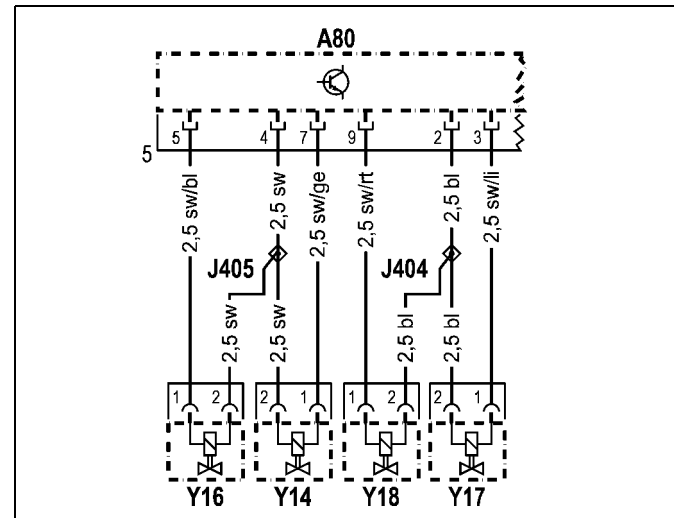 A80
5 4 7 9 2 3
5
2,5 sw/bl
2,5 sw
2,5 sw/ge
2,5 sw/rt
2,5 bl
2,5 sw/li
J405 J404
2,5 sw
2,5 sw
2,5 bl
2,5 bl
1 2 2 1 1 2 2 1
Y16 Y14 Y18 Y17